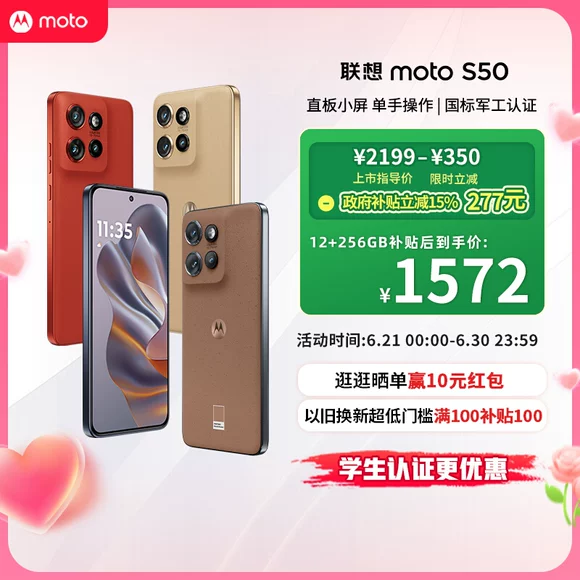 moto
联想 moto S50
直板小屏 单手操作 | 国标军工认证
¥2199-¥350
上市指导价 限时立减
政府补贴立减15% 277元
12+256GB补贴后到手价:
¥1572
活动时间:6.21 00:00-6.30 23:59
逛逛晒单赢10元红包
以旧换新超低门槛满100补贴100
学生认证更优惠
11:35